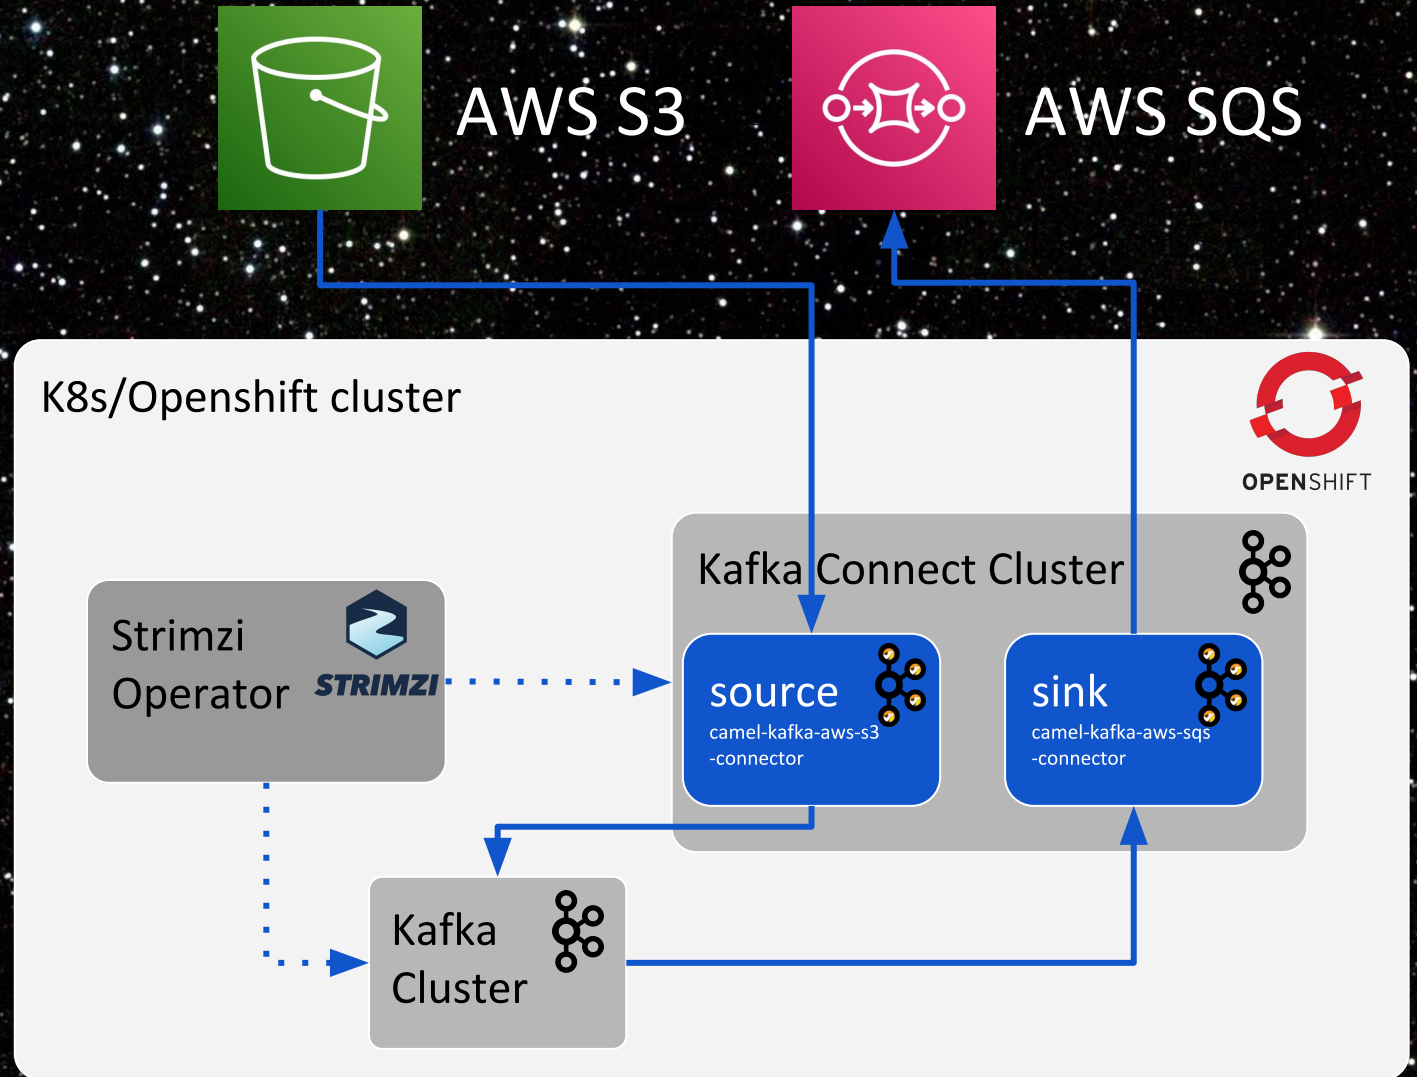 AWS S3
AWS SQS
K8s/Openshift cluster
OPENSHIFT
Kafka Connect Cluster
Strimzi
Operator
STRIMZI
source
camel-kafka-aws-s3
-connector
sink
camel-kafka-aws-sqs
-connector
Kafka
Cluster